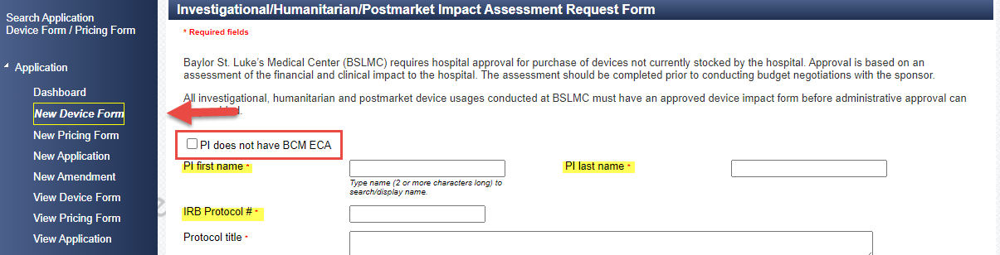 Search Application
Device Form / Pricing Form
Application
Dashboard
New Device Form
New Pricing Form
New Application
New Amendment
View Device Form
View Pricing Form
View Application
Investigational/Humanitarian/Postmarket Impact Assessment Request Form
* Required fields
Baylor St. Luke's Medical Center (BSLMC) requires hospital approval for purchase of devices not currently stocked by the hospital. Approval is based on an
assessment of the financial and clinical impact to the hospital. The assessment should be completed prior to conducting budget negotiations with the sponsor.
All investigational, humanitarian and postmarket device usages conducted at BSLMC must have an approved device impact form before administrative approval can
PI does not have BCM ECA
PI first name *
PI last name *
Type name (2 or more characters long) to
search/display name.
IRB Protocol # *
Protocol title *